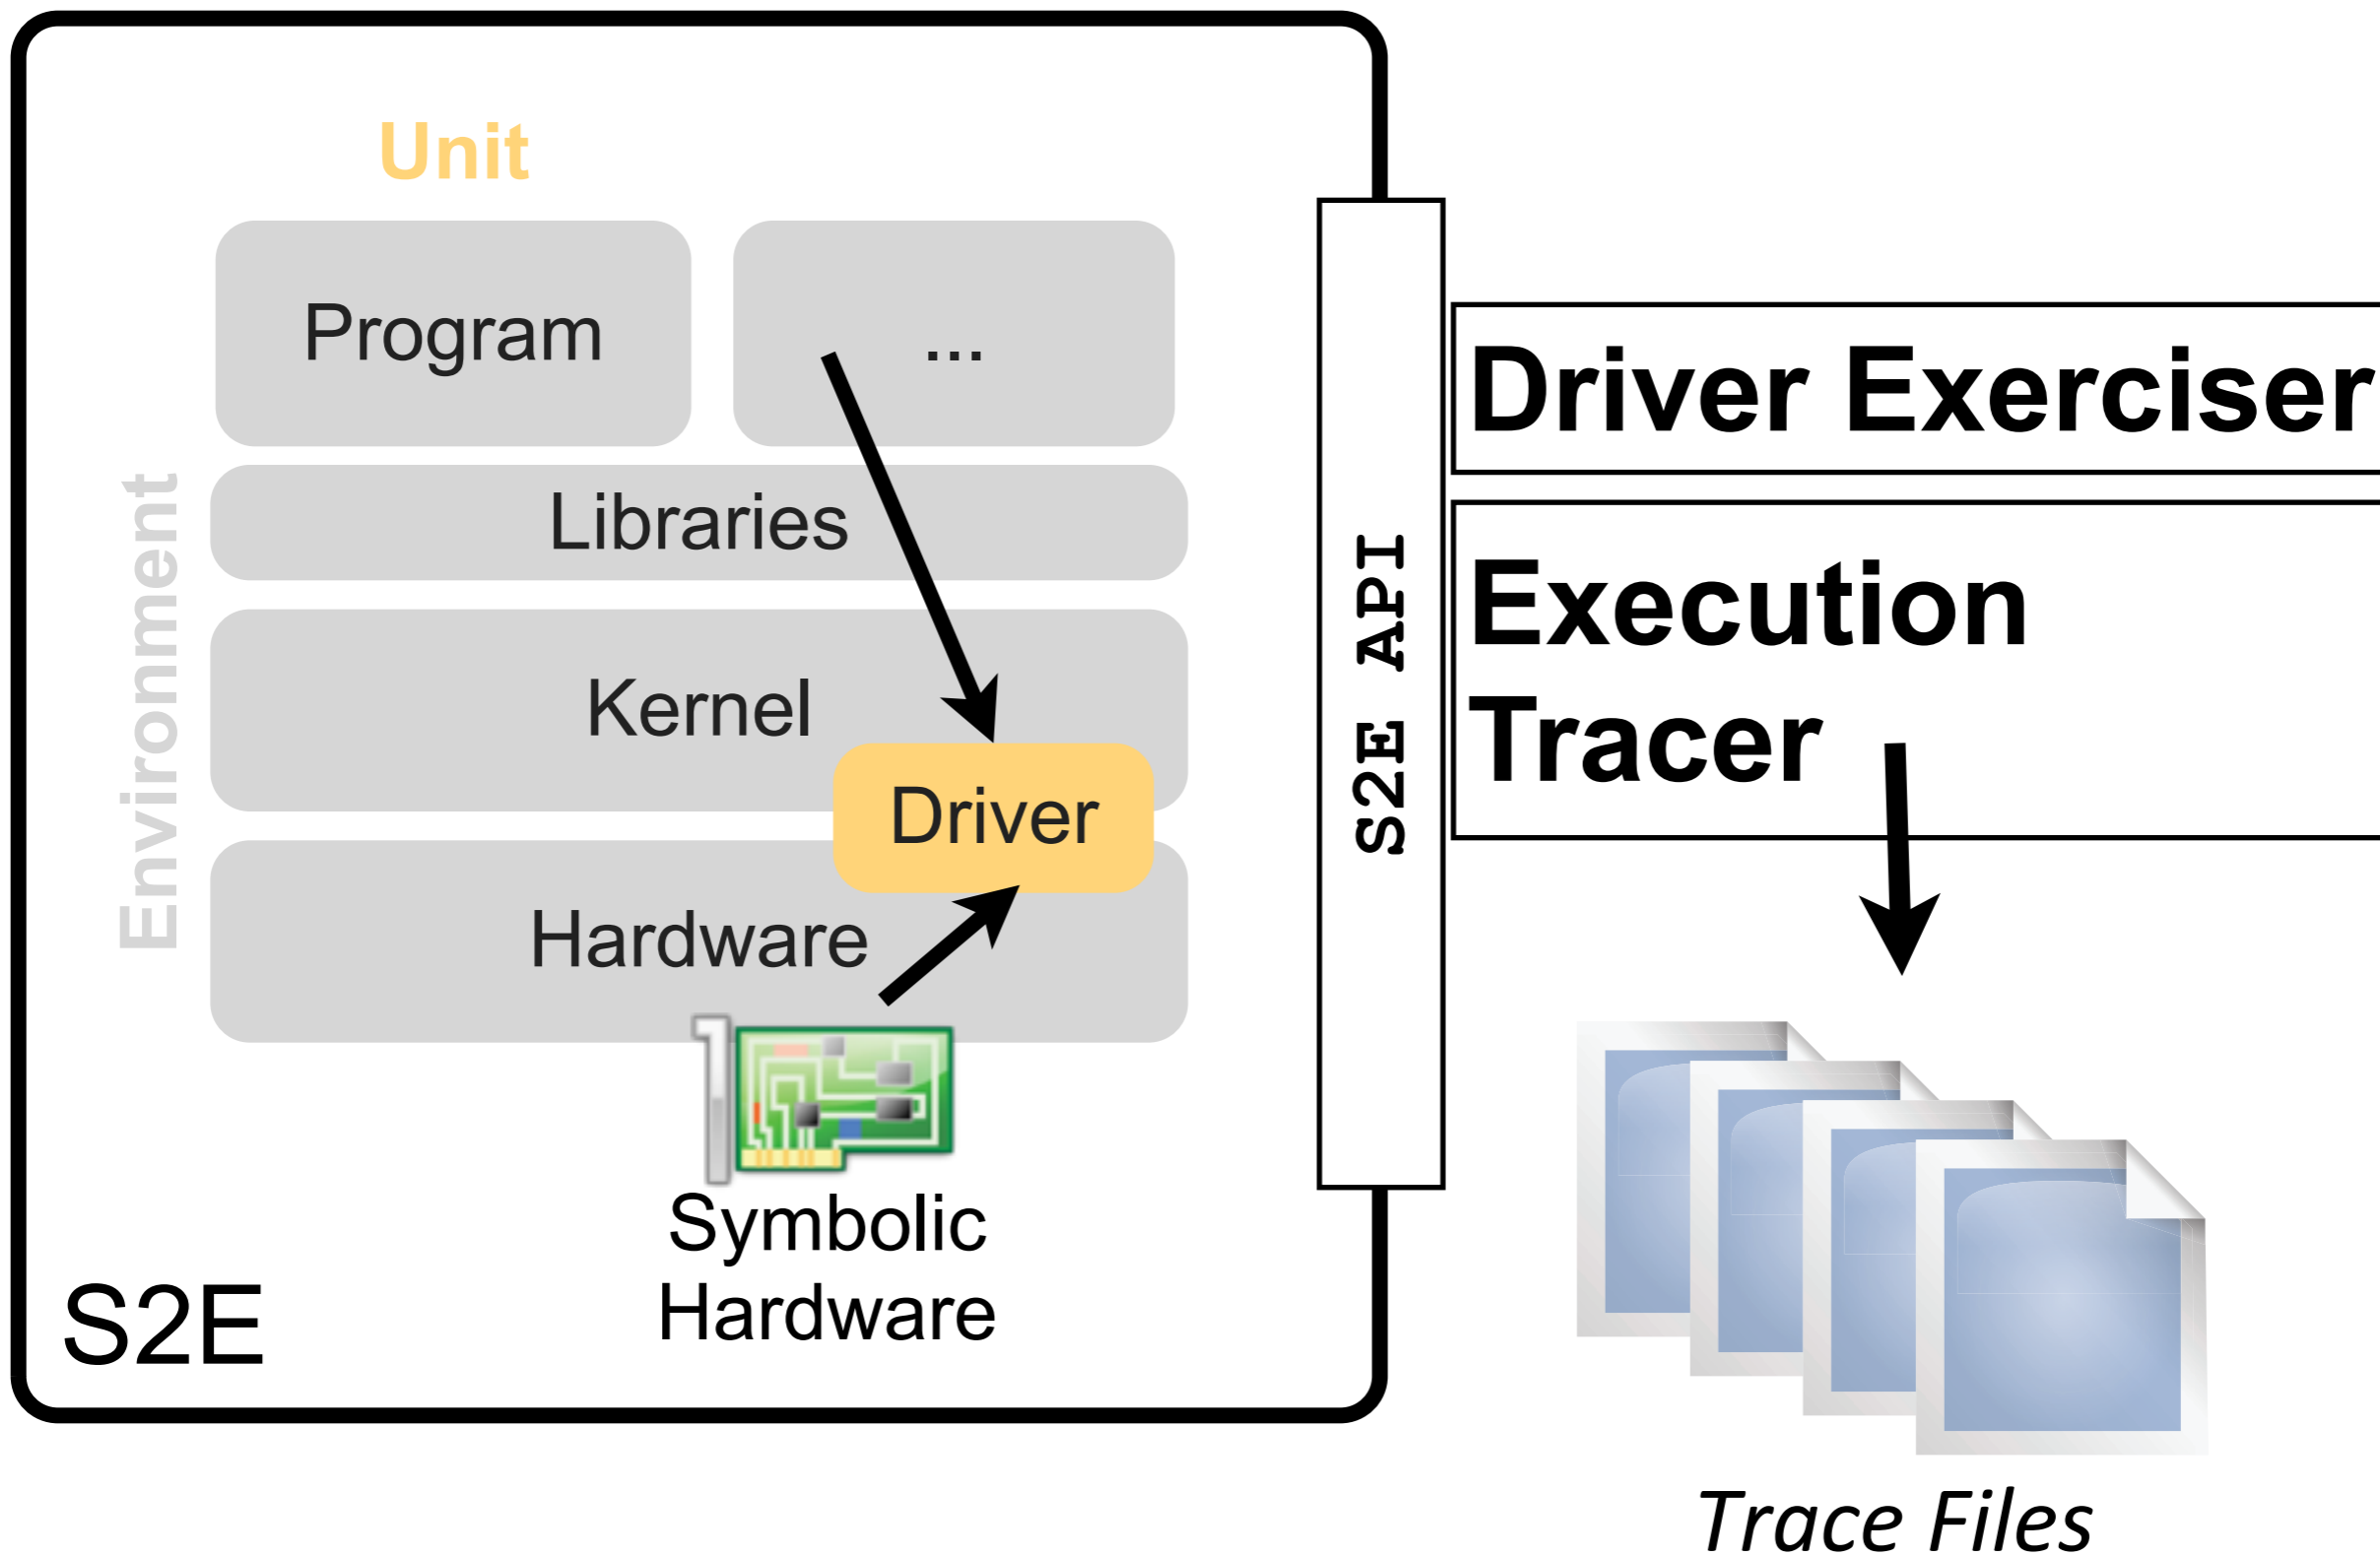 Unit
Program
...
Libraries
Environment
Kernel
Driver
Hardware
Symbolic
Hardware
S2E
S2E API
Driver Exerciser
Execution
Tracer
Trace Files